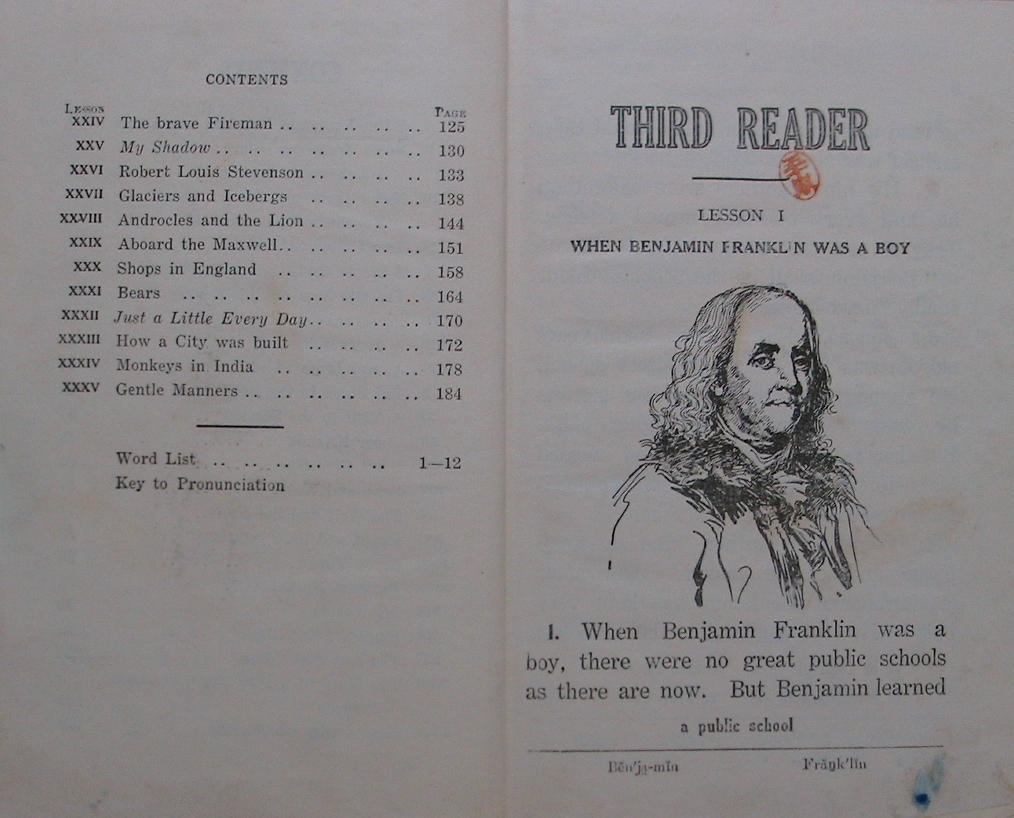 CONTENTS
Lesson Page
XXIV The brave Fireman .. .. .. .. .. .. 125
XXV My Shadow .. .. .. .. .. .. .. .. 130
XXVI Robert Louis Stevenson .. .. .. .. .. 133
XXVII Glaciers and Icebergs .. .. .. .. .. 138
XXVIII Androcles and the Lion .. .. .. .. .. 144
XXIX Aboard the Maxwell.. .. .. .. .. .. 151
XXX Shops in England .. .. .. .. .. .. 158
XXXI Bears .. .. .. .. .. .. .. .. .. 164
XXXII Just a Little Every Day.. .. .. .. .. 170
XXXIII How a City was built .. .. .. .. .. 172
XXXIV Monkeys in India .. .. .. .. .. .. 178
XXXV Gentle Manners .. .. .. .. .. .. .. 184
Word List .. .. .. .. .. .. .. 1—12
Key to Pronunciation
THIRD READER
LESSON I
WHEN BENJAMIN FRANKLIN WAS A BOY
1. When Benjamin Franklin was a
boy, there were no great public schools
as there are now. But Benjamin learned
a public school
Bĕn'ja̤-mĭn Frăŋk'lĭn